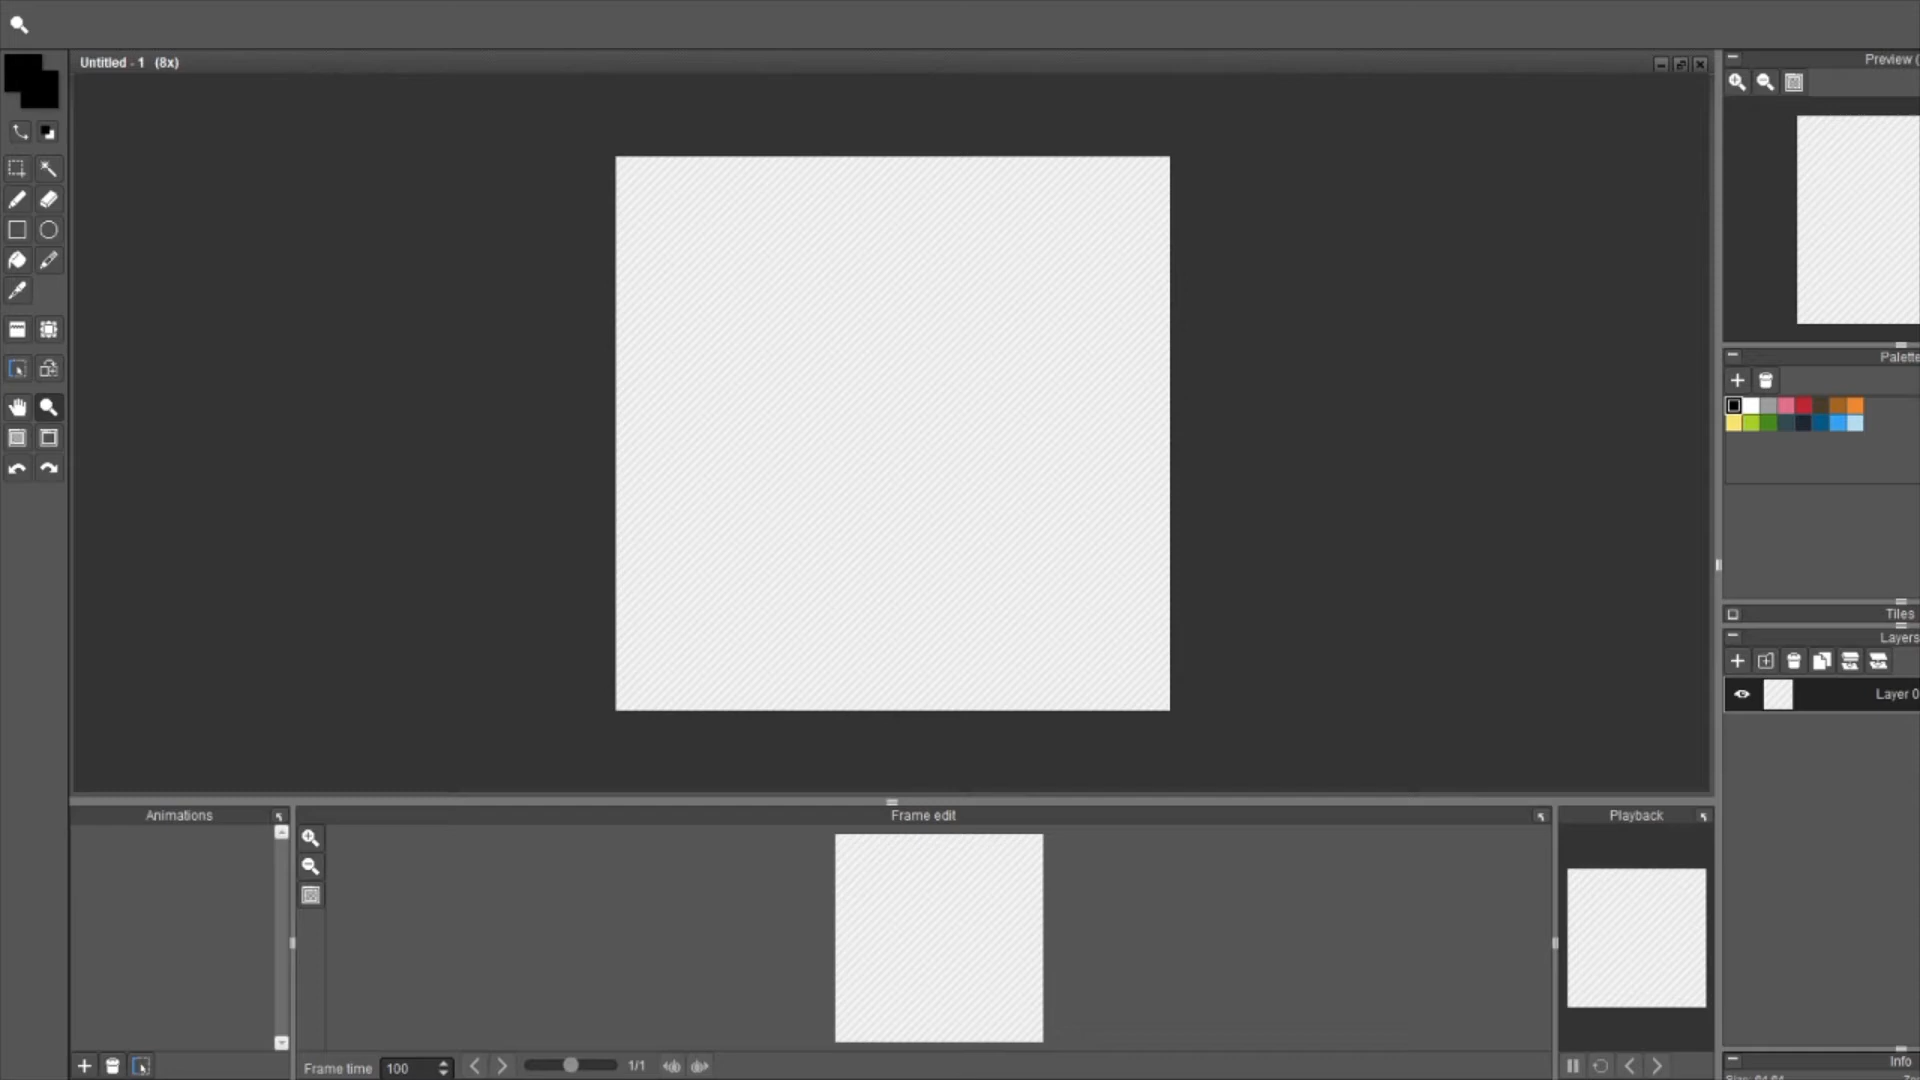 Untitled - 1 (8x)
Preview (
Palette
Tiles
Layers
Layer 0
Animations
Frame edit
Playback
Frame time 100
1/1
Info